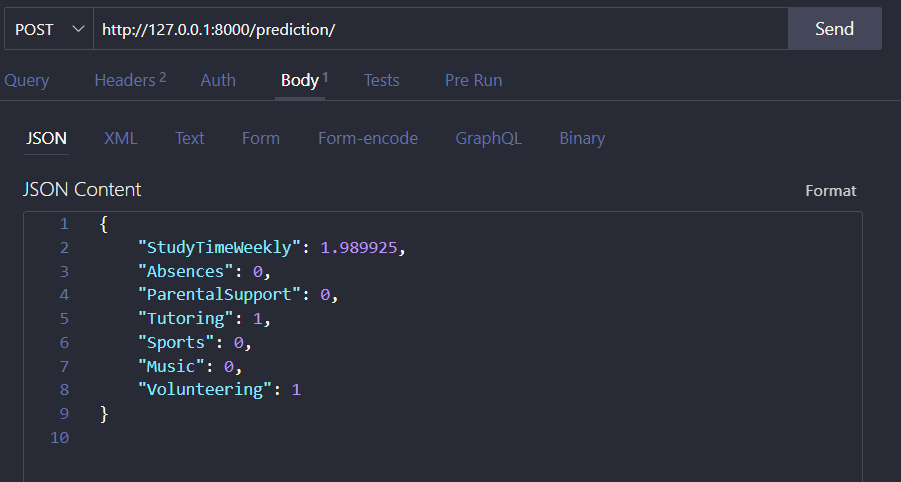 POST http://127.0.0.1:8000/prediction/ Send
Query Headers 2 Auth Body 1 Tests Pre Run
JSON XML Text Form Form-encode GraphQL Binary
JSON Content Format
1 {
2 "StudyTimeWeekly": 1.989925,
3 "Absences": 0,
4 "ParentalSupport": 0,
5 "Tutoring": 1,
6 "Sports": 0,
7 "Music": 0,
8 "Volunteering": 1
9 }
10